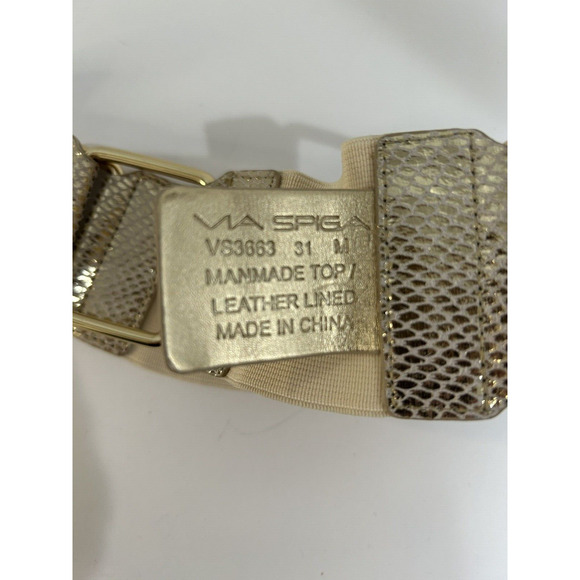 VIA SPIGA
VS3663 31 M
MANMADE TOP /
LEATHER LINED
MADE IN CHINA